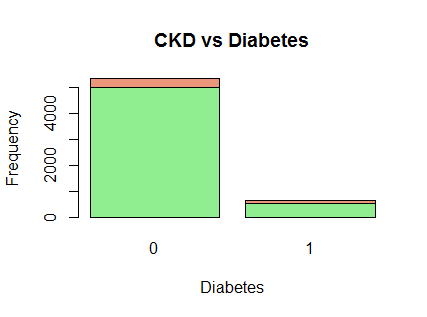 CKD vs Diabetes
Frequency
4000
2000
0
0 1
Diabetes